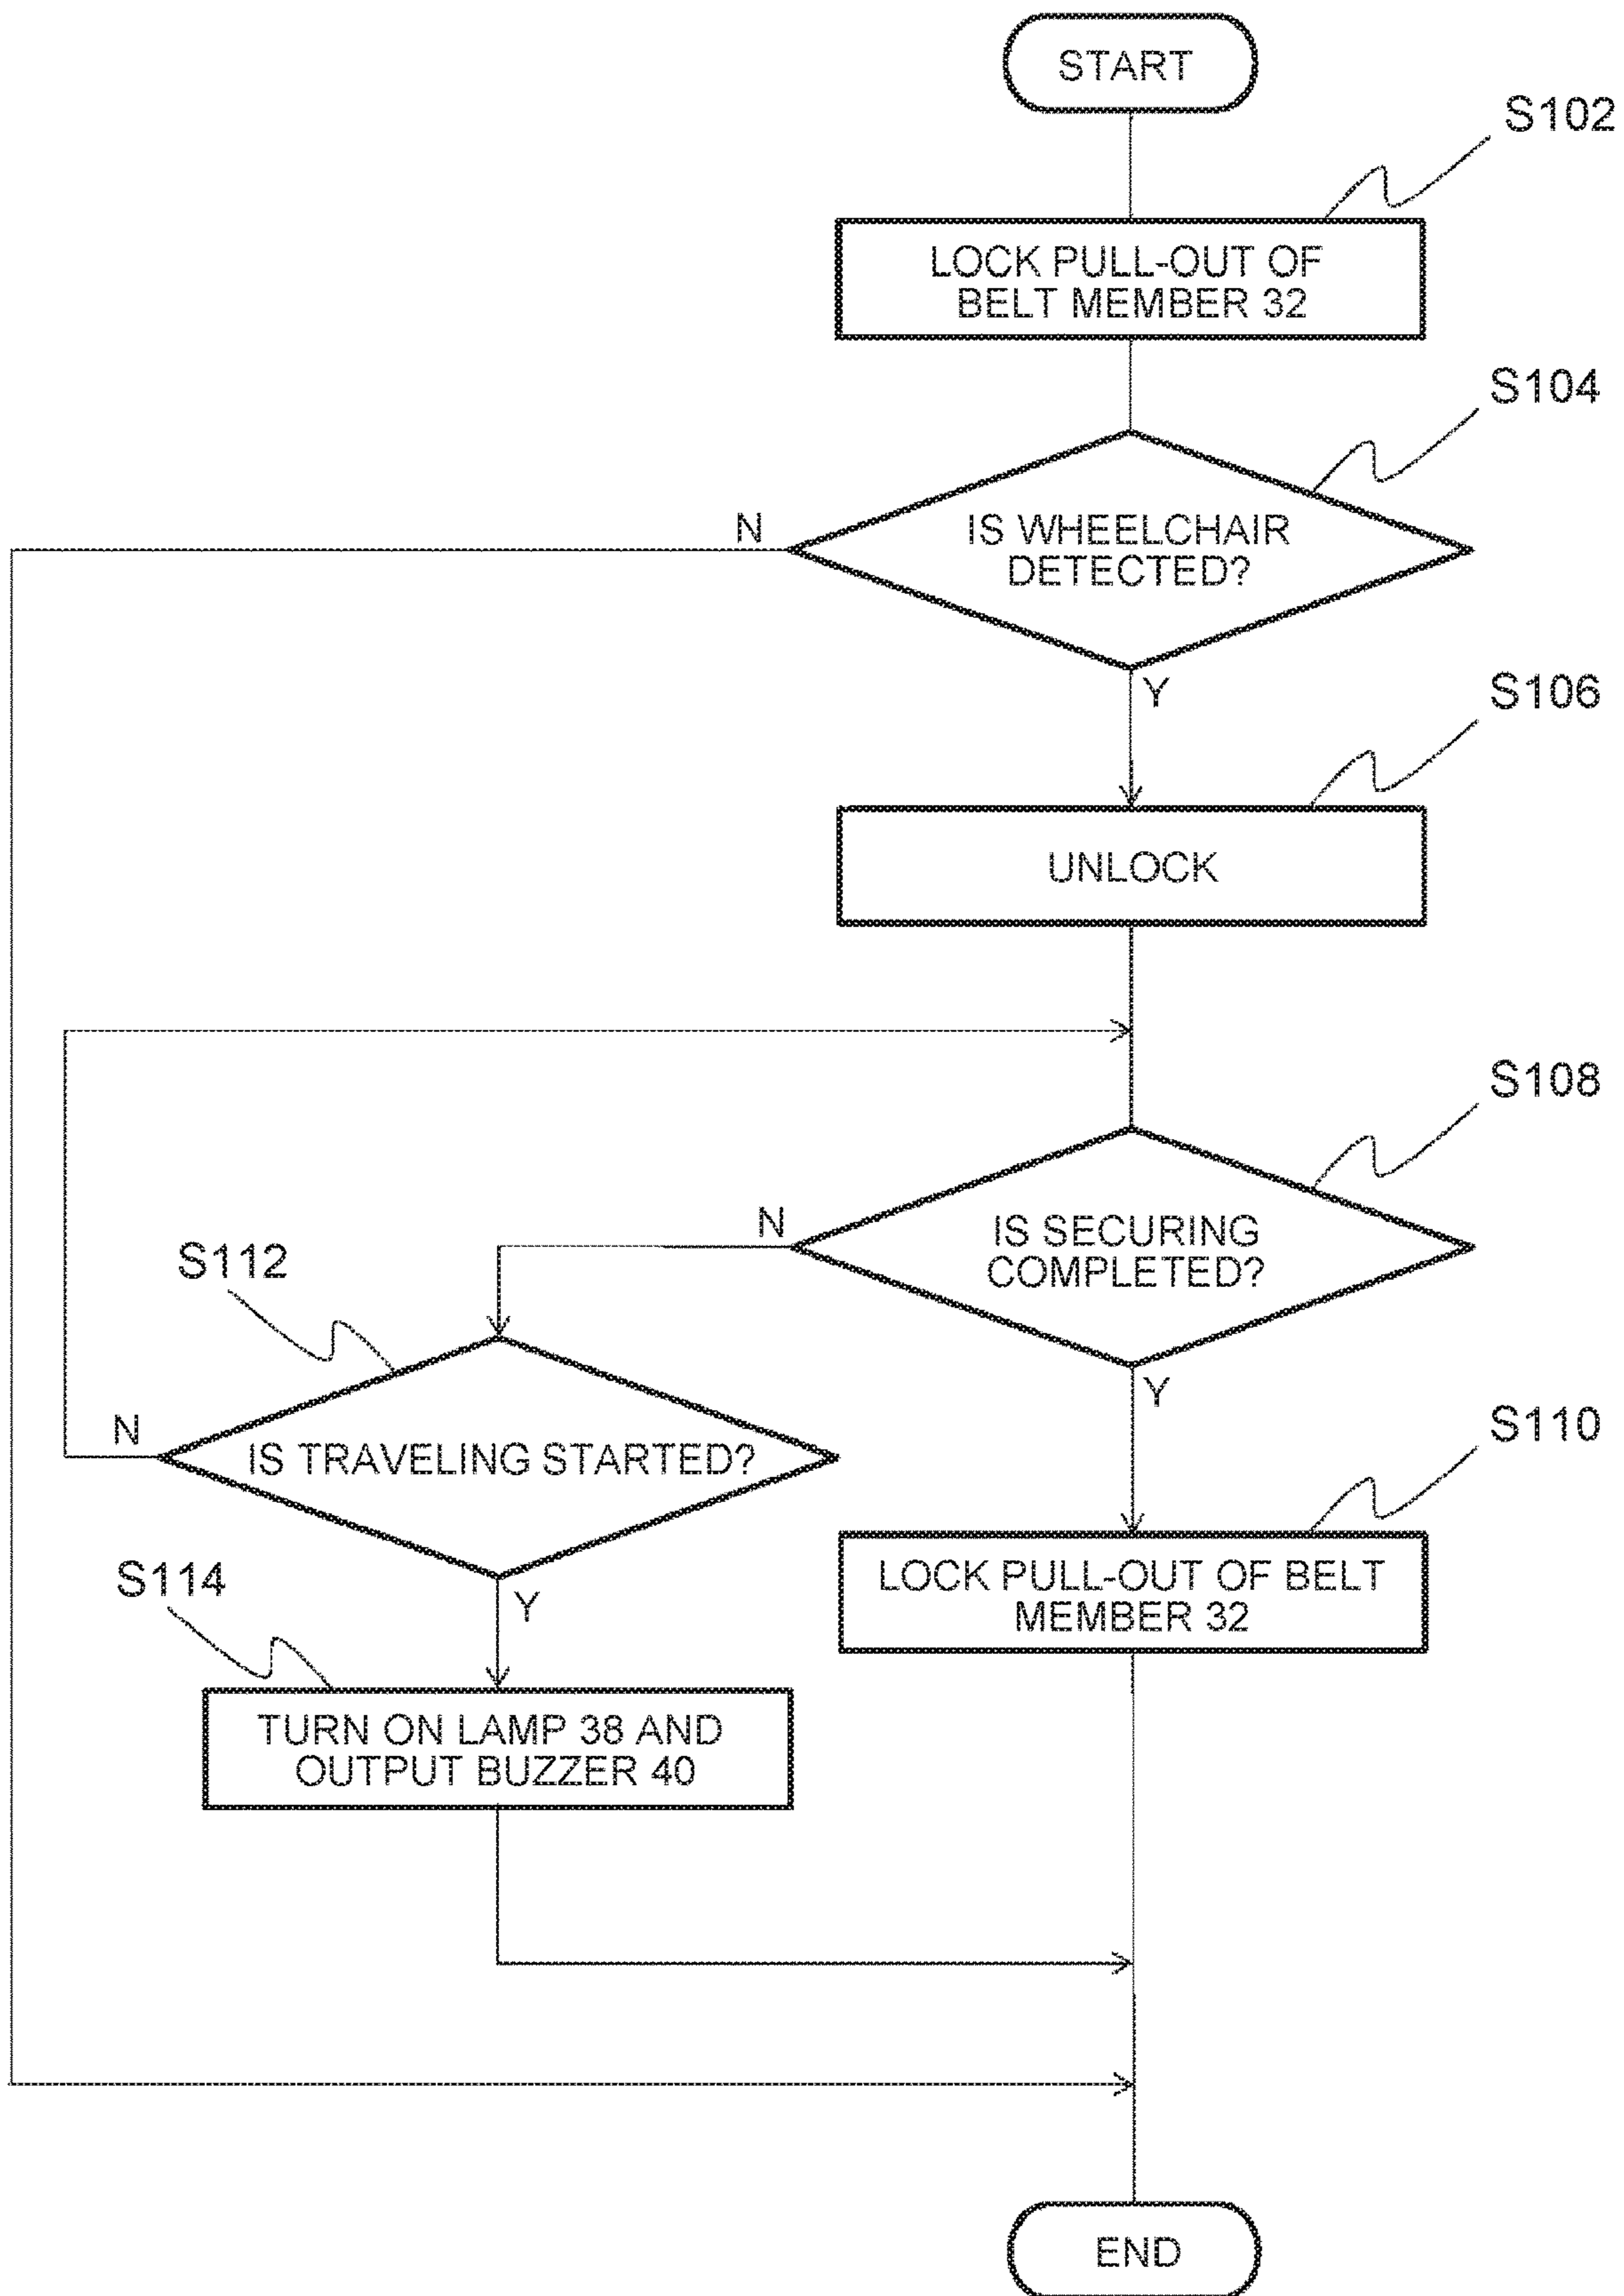 START
S102
LOCK PULL-OUT OF
BELT MEMBER 32
S104
N
IS WHEELCHAIR
DETECTED?
Y
S106
UNLOCK
S108
N
IS SECURING
COMPLETED?
S112
Y
N
IS TRAVELING STARTED?
S110
S114
Y
LOCK PULL-OUT OF BELT
MEMBER 32
TURN ON LAMP 38 AND
OUTPUT BUZZER 40
END